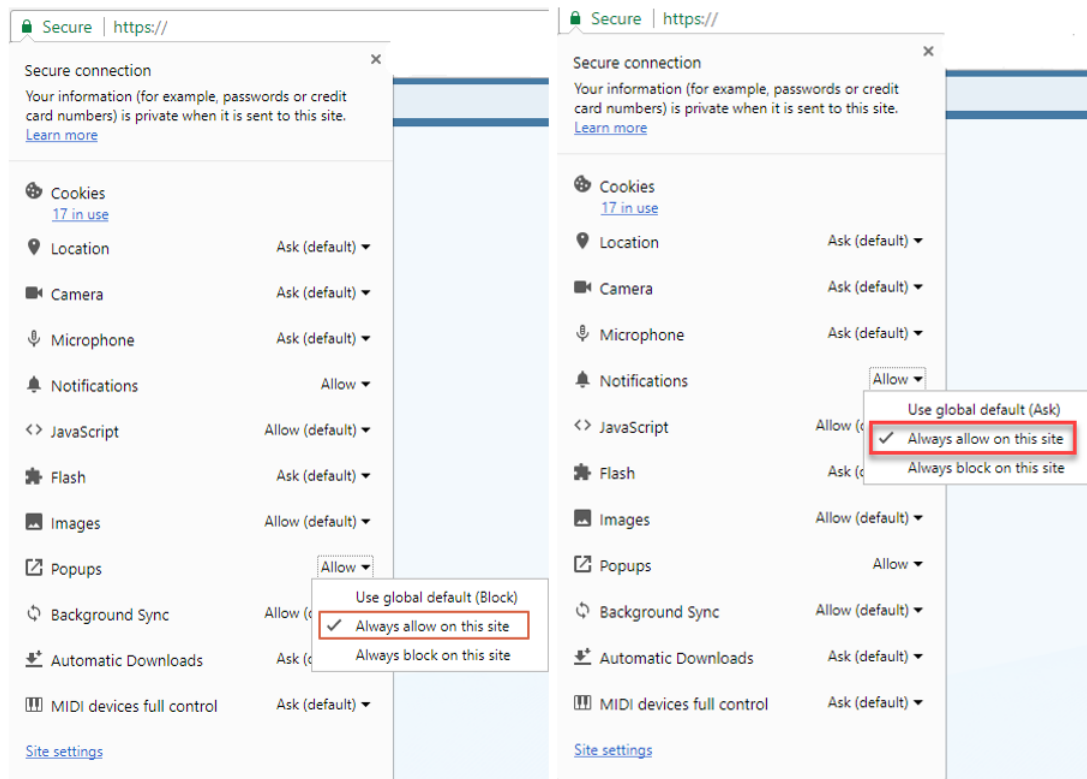 Secure | https://
Secure connection
Your information (for example, passwords or credit
card numbers) is private when it is sent to this site.
Learn more
Cookies
17 in use
Location Ask (default)
Camera Ask (default)
Microphone Ask (default)
Notifications Allow
JavaScript Allow (default)
Flash Ask (default)
Images Allow (default)
Popups Allow
Use global default (Block)
Background Sync Allow (
Always allow on this site
Always block on this site
Automatic Downloads Ask (
MIDI devices full control Ask (default)
Site settings
Secure | https://
Secure connection
Your information (for example, passwords or credit
card numbers) is private when it is sent to this site.
Learn more
Cookies
17 in use
Location Ask (default)
Camera Ask (default)
Microphone Ask (default)
Notifications Allow
Use global default (Ask)
JavaScript Allow (
Always allow on this site
Always block on this site
Flash Ask (
Images Allow (default)
Popups Allow
Background Sync Allow (default)
Automatic Downloads Ask (default)
MIDI devices full control Ask (default)
Site settings